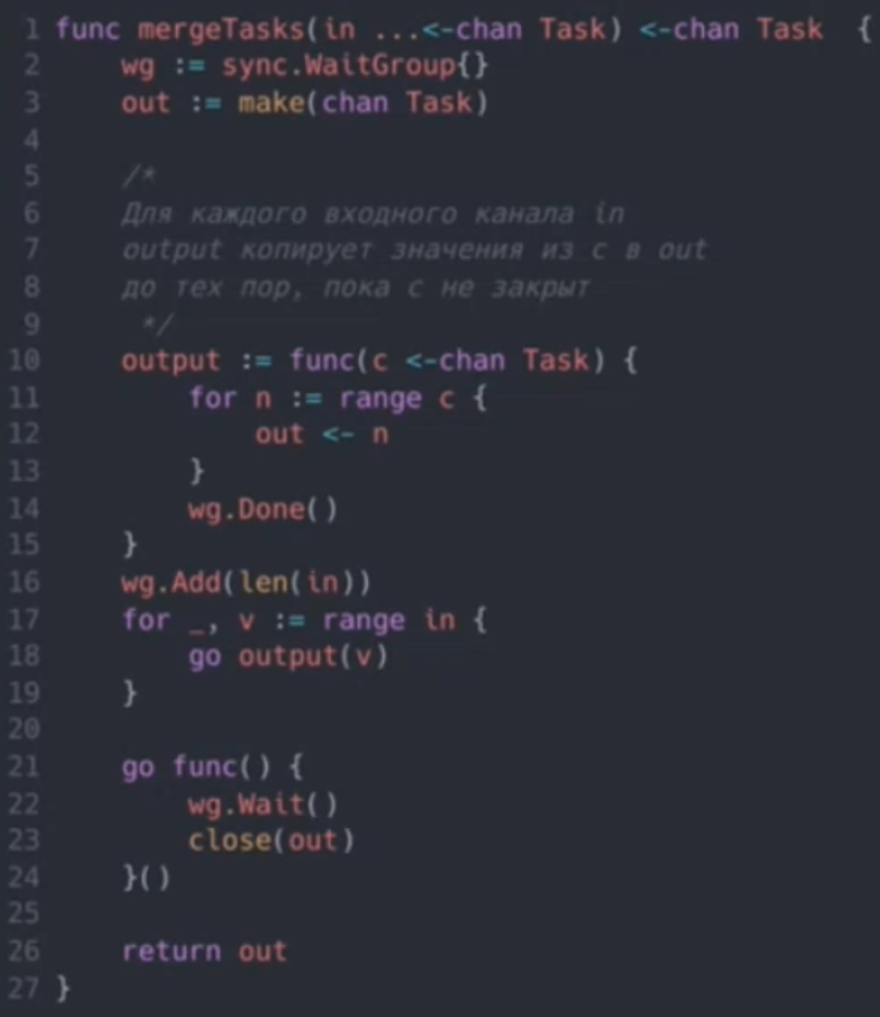 1 func mergeTasks(in ...<-chan Task) <-chan Task  {
2     wg := sync.WaitGroup{}
3     out := make(chan Task)
4
5     /*
6     Для каждого входного канала in
7     output копирует значения из c в out
8     до тех пор, пока c не закрыт
9      */
10     output := func(c <-chan Task) {
11         for n := range c {
12             out <- n
13         }
14         wg.Done()
15     }
16     wg.Add(len(in))
17     for _, v := range in {
18         go output(v)
19     }
20
21     go func() {
22         wg.Wait()
23         close(out)
24     }()
25
26     return out
27 }